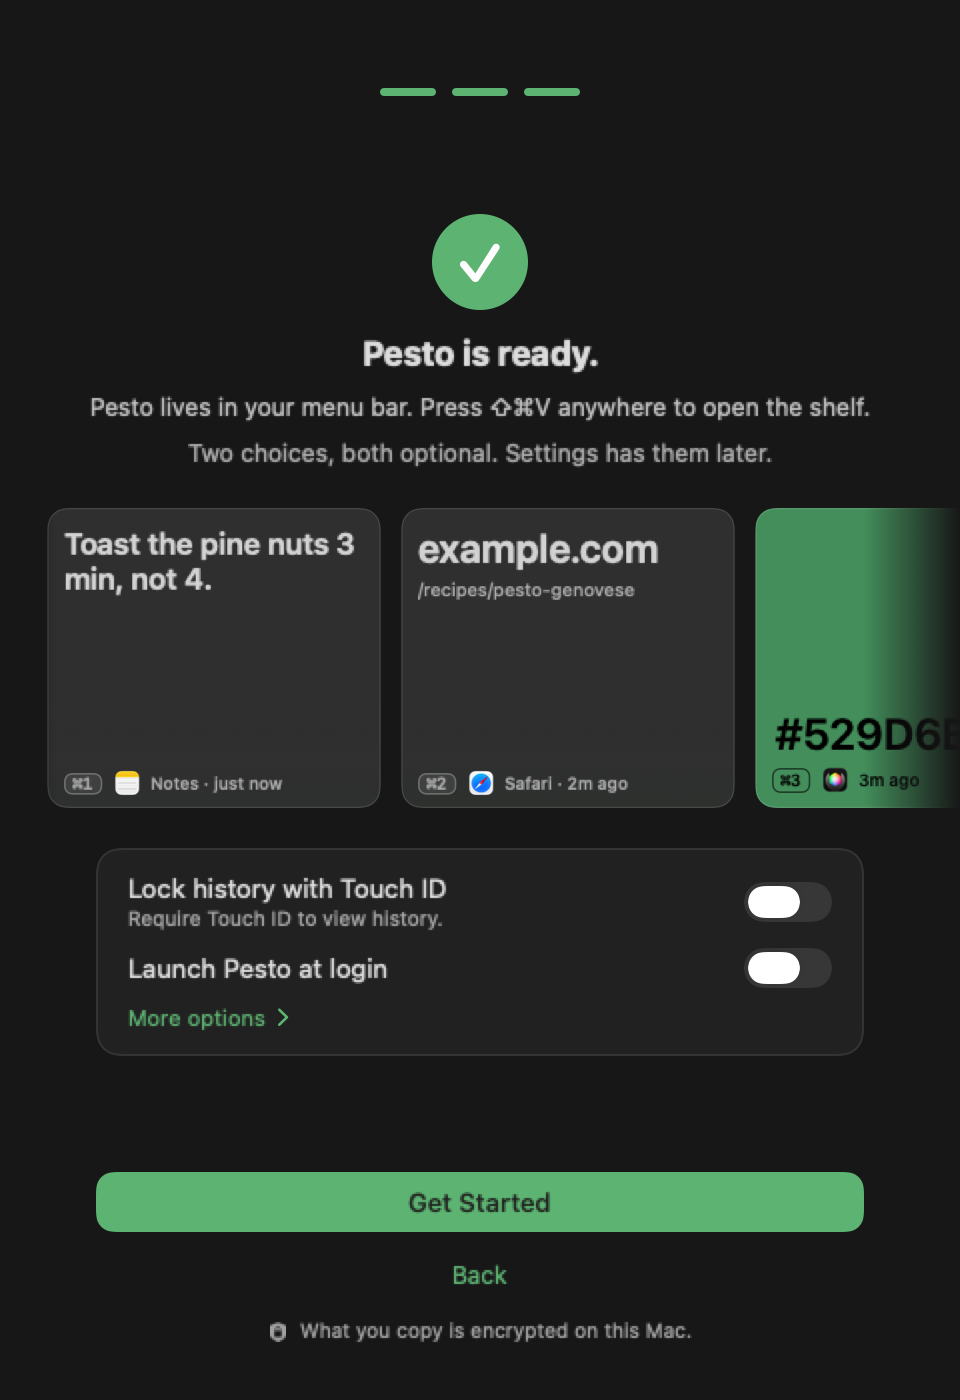 Pesto is ready.
Pesto lives in your menu bar. Press ⇧⌘V anywhere to open the shelf.
Two choices, both optional. Settings has them later.
Toast the pine nuts 3
min, not 4.
⌘1 Notes · just now
example.com
/recipes/pesto-genovese
⌘2 Safari · 2m ago
#529D6
⌘3 3m ago
Lock history with Touch ID
Require Touch ID to view history.
Launch Pesto at login
More options
Get Started
Back
What you copy is encrypted on this Mac.